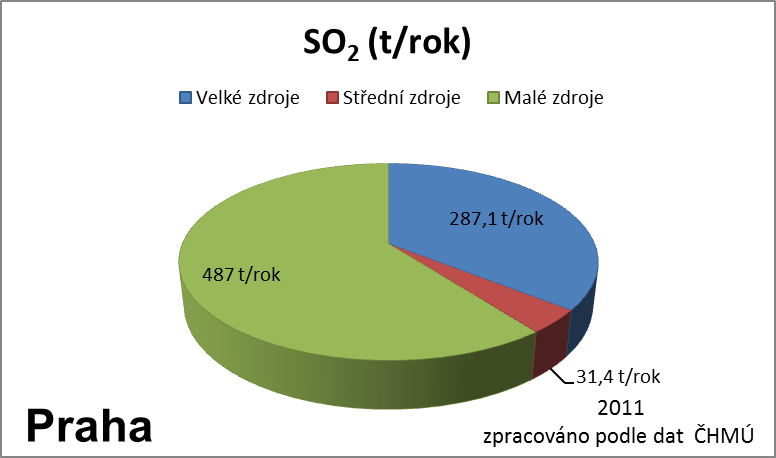 SO₂ (t/rok)
Velké zdroje Střední zdroje Malé zdroje
287,1 t/rok
487 t/rok
31,4 t/rok
2011
zpracováno podle dat ČHMÚ
Praha